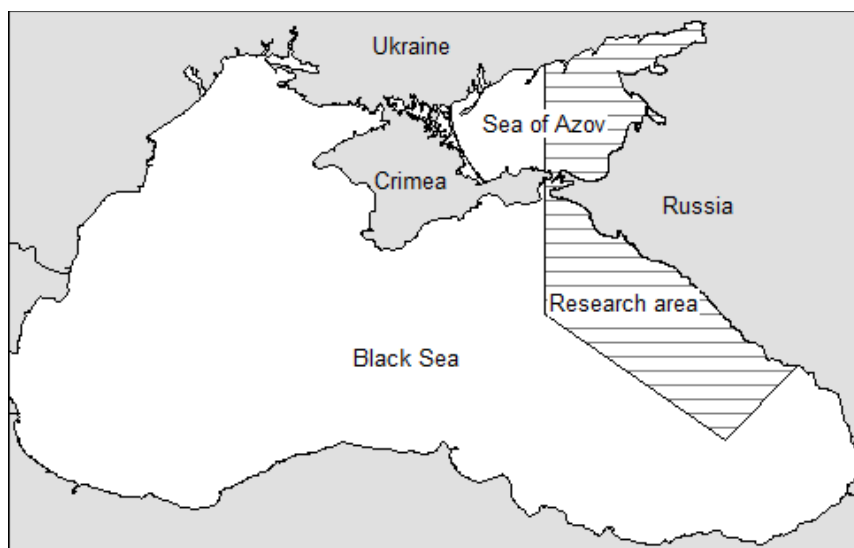 Ukraine
Sea of Azov
Crimea
Russia
Research area
Black Sea